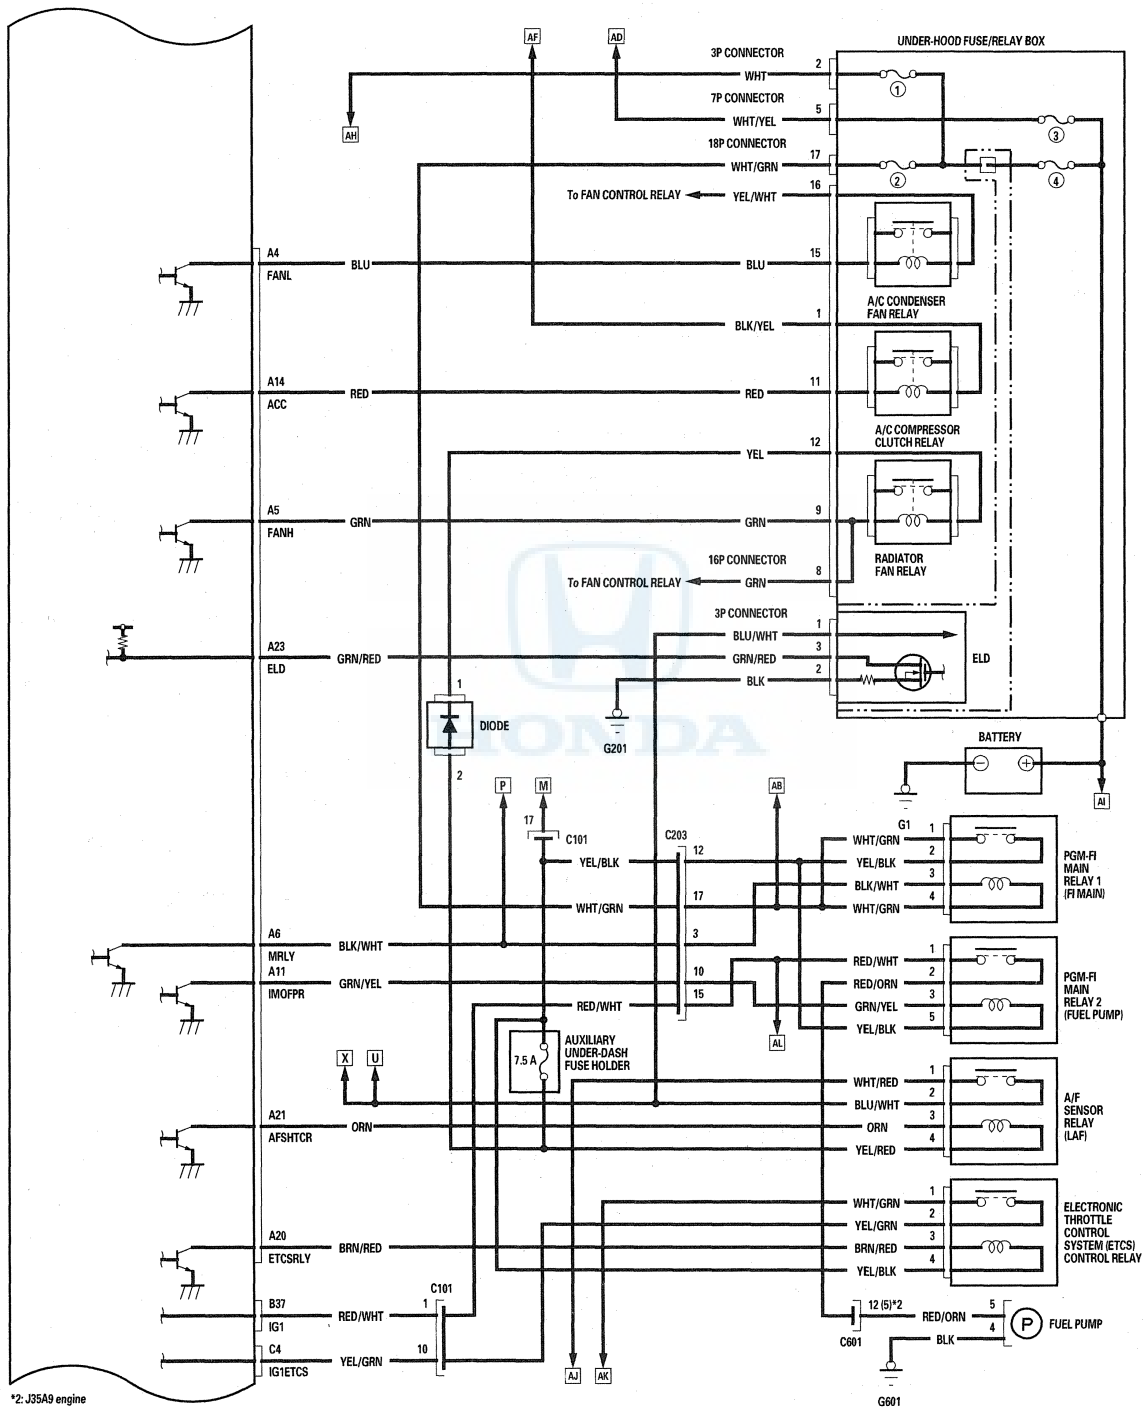 AF
AD
UNDER-HOOD FUSE/RELAY BOX
3P CONNECTOR
2
WHT
1
7P CONNECTOR
5
WHT/YEL
3
AH
18P CONNECTOR
17
WHT/GRN
2
4
16
To FAN CONTROL RELAY
YEL/WHT
A4
FANL
BLU
BLU
15
A/C CONDENSER
FAN RELAY
1
BLK/YEL
A14
ACC
RED
RED
11
A/C COMPRESSOR
CLUTCH RELAY
12
YEL
A5
FANH
GRN
GRN
9
RADIATOR
FAN RELAY
16P CONNECTOR
8
To FAN CONTROL RELAY
GRN
3P CONNECTOR
1
BLU/WHT
3
A23
ELD
GRN/RED
GRN/RED
ELD
2
BLK
1
DIODE
2
G201
HONDA
BATTERY
- +
AI
G1
P
M
AB
17
C101
C203
12
YEL/BLK
WHT/GRN
1
YEL/BLK
2
BLK/WHT
3
WHT/GRN
4
PGM-FI
MAIN
RELAY 1
(FI MAIN)
WHT/GRN
17
A6
MRLY
BLK/WHT
3
A11
IMOFPR
GRN/YEL
10
RED/WHT
15
RED/WHT
1
RED/ORN
2
GRN/YEL
3
YEL/BLK
5
PGM-FI
MAIN
RELAY 2
(FUEL PUMP)
AL
7.5 A
AUXILIARY
UNDER-DASH
FUSE HOLDER
X
U
WHT/RED
1
BLU/WHT
2
A21
AFSHTCR
ORN
ORN
3
YEL/RED
4
A/F
SENSOR
RELAY
(LAF)
WHT/GRN
1
YEL/GRN
2
A20
ETCSRLY
BRN/RED
BRN/RED
3
YEL/BLK
4
ELECTRONIC
THROTTLE
CONTROL
SYSTEM (ETCS)
CONTROL RELAY
C101
B37
IG1
RED/WHT
1
C4
IG1ETCS
YEL/GRN
10
12 (5)*2
C601
RED/ORN
5
BLK
4
P
FUEL PUMP
AJ
AK
G601
*2: J35A9 engine